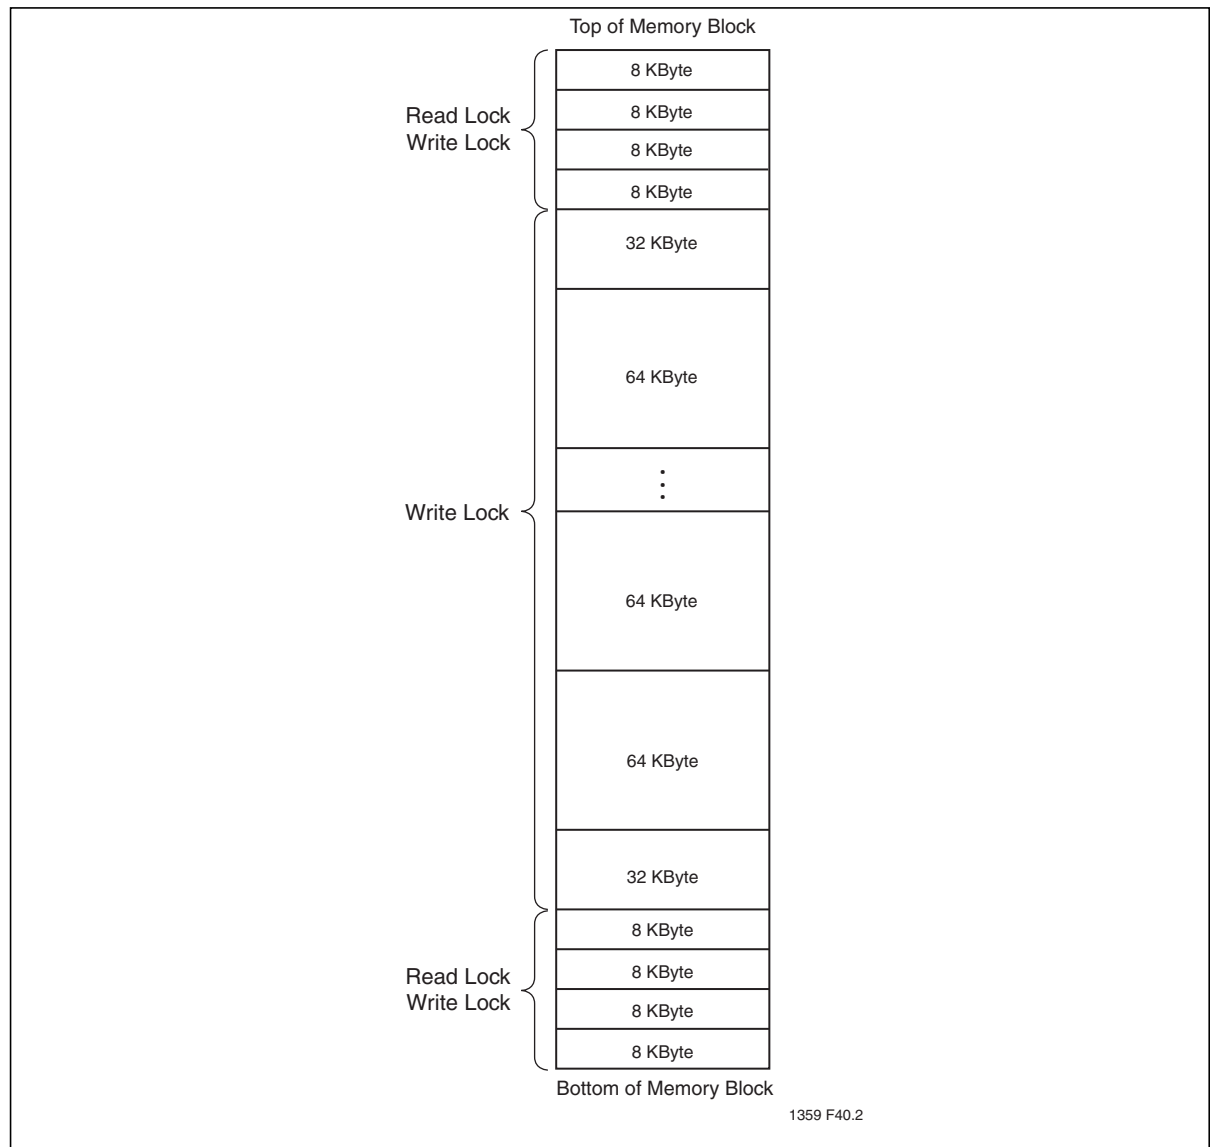 Top of Memory Block
8 KByte
8 KByte
8 KByte
8 KByte
Read Lock
Write Lock
32 KByte
64 KByte
⋮
64 KByte
64 KByte
32 KByte
Write Lock
8 KByte
8 KByte
8 KByte
8 KByte
Read Lock
Write Lock
Bottom of Memory Block
1359 F40.2